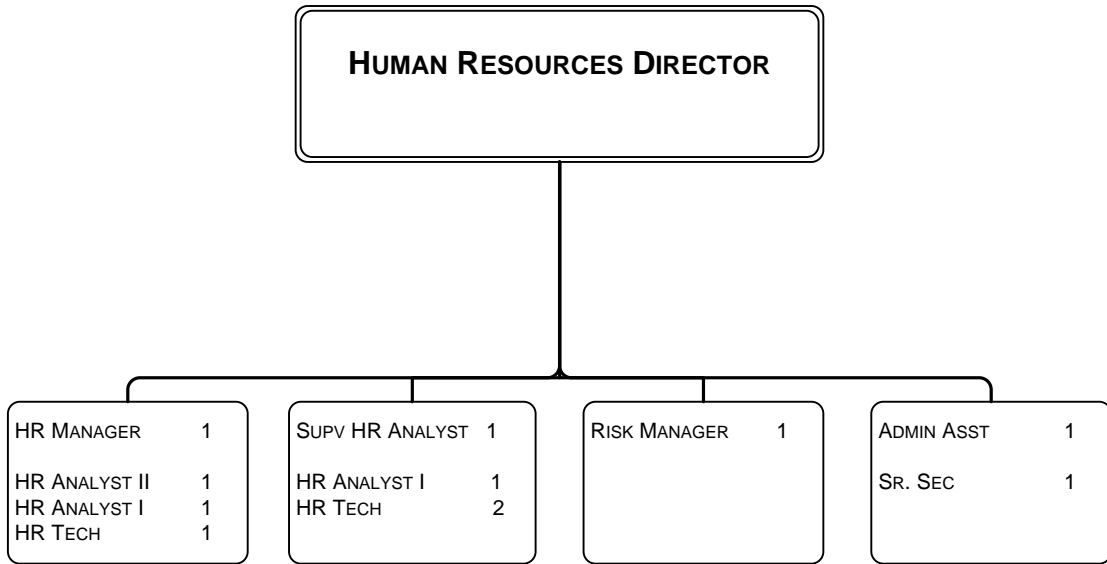 HUMAN RESOURCES DIRECTOR
HR MANAGER 1
HR ANALYST II 1
HR ANALYST I 1
HR TECH 1
SUPV HR ANALYST 1
HR ANALYST I 1
HR TECH 2
RISK MANAGER 1
ADMIN ASST 1
SR. SEC 1